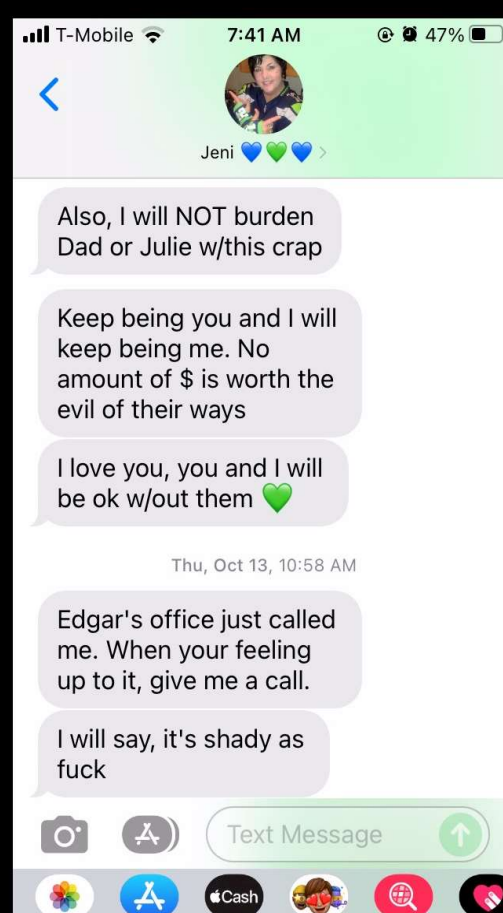 T-Mobile 7:41 AM 47%
Jeni 💙💚💙
Also, I will NOT burden
Dad or Julie w/this crap
Keep being you and I will
keep being me. No
amount of $ is worth the
evil of their ways
I love you, you and I will
be ok w/out them 💚
Thu, Oct 13, 10:58 AM
Edgar's office just called
me. When your feeling
up to it, give me a call.
I will say, it's shady as
fuck
Text Message
Cash